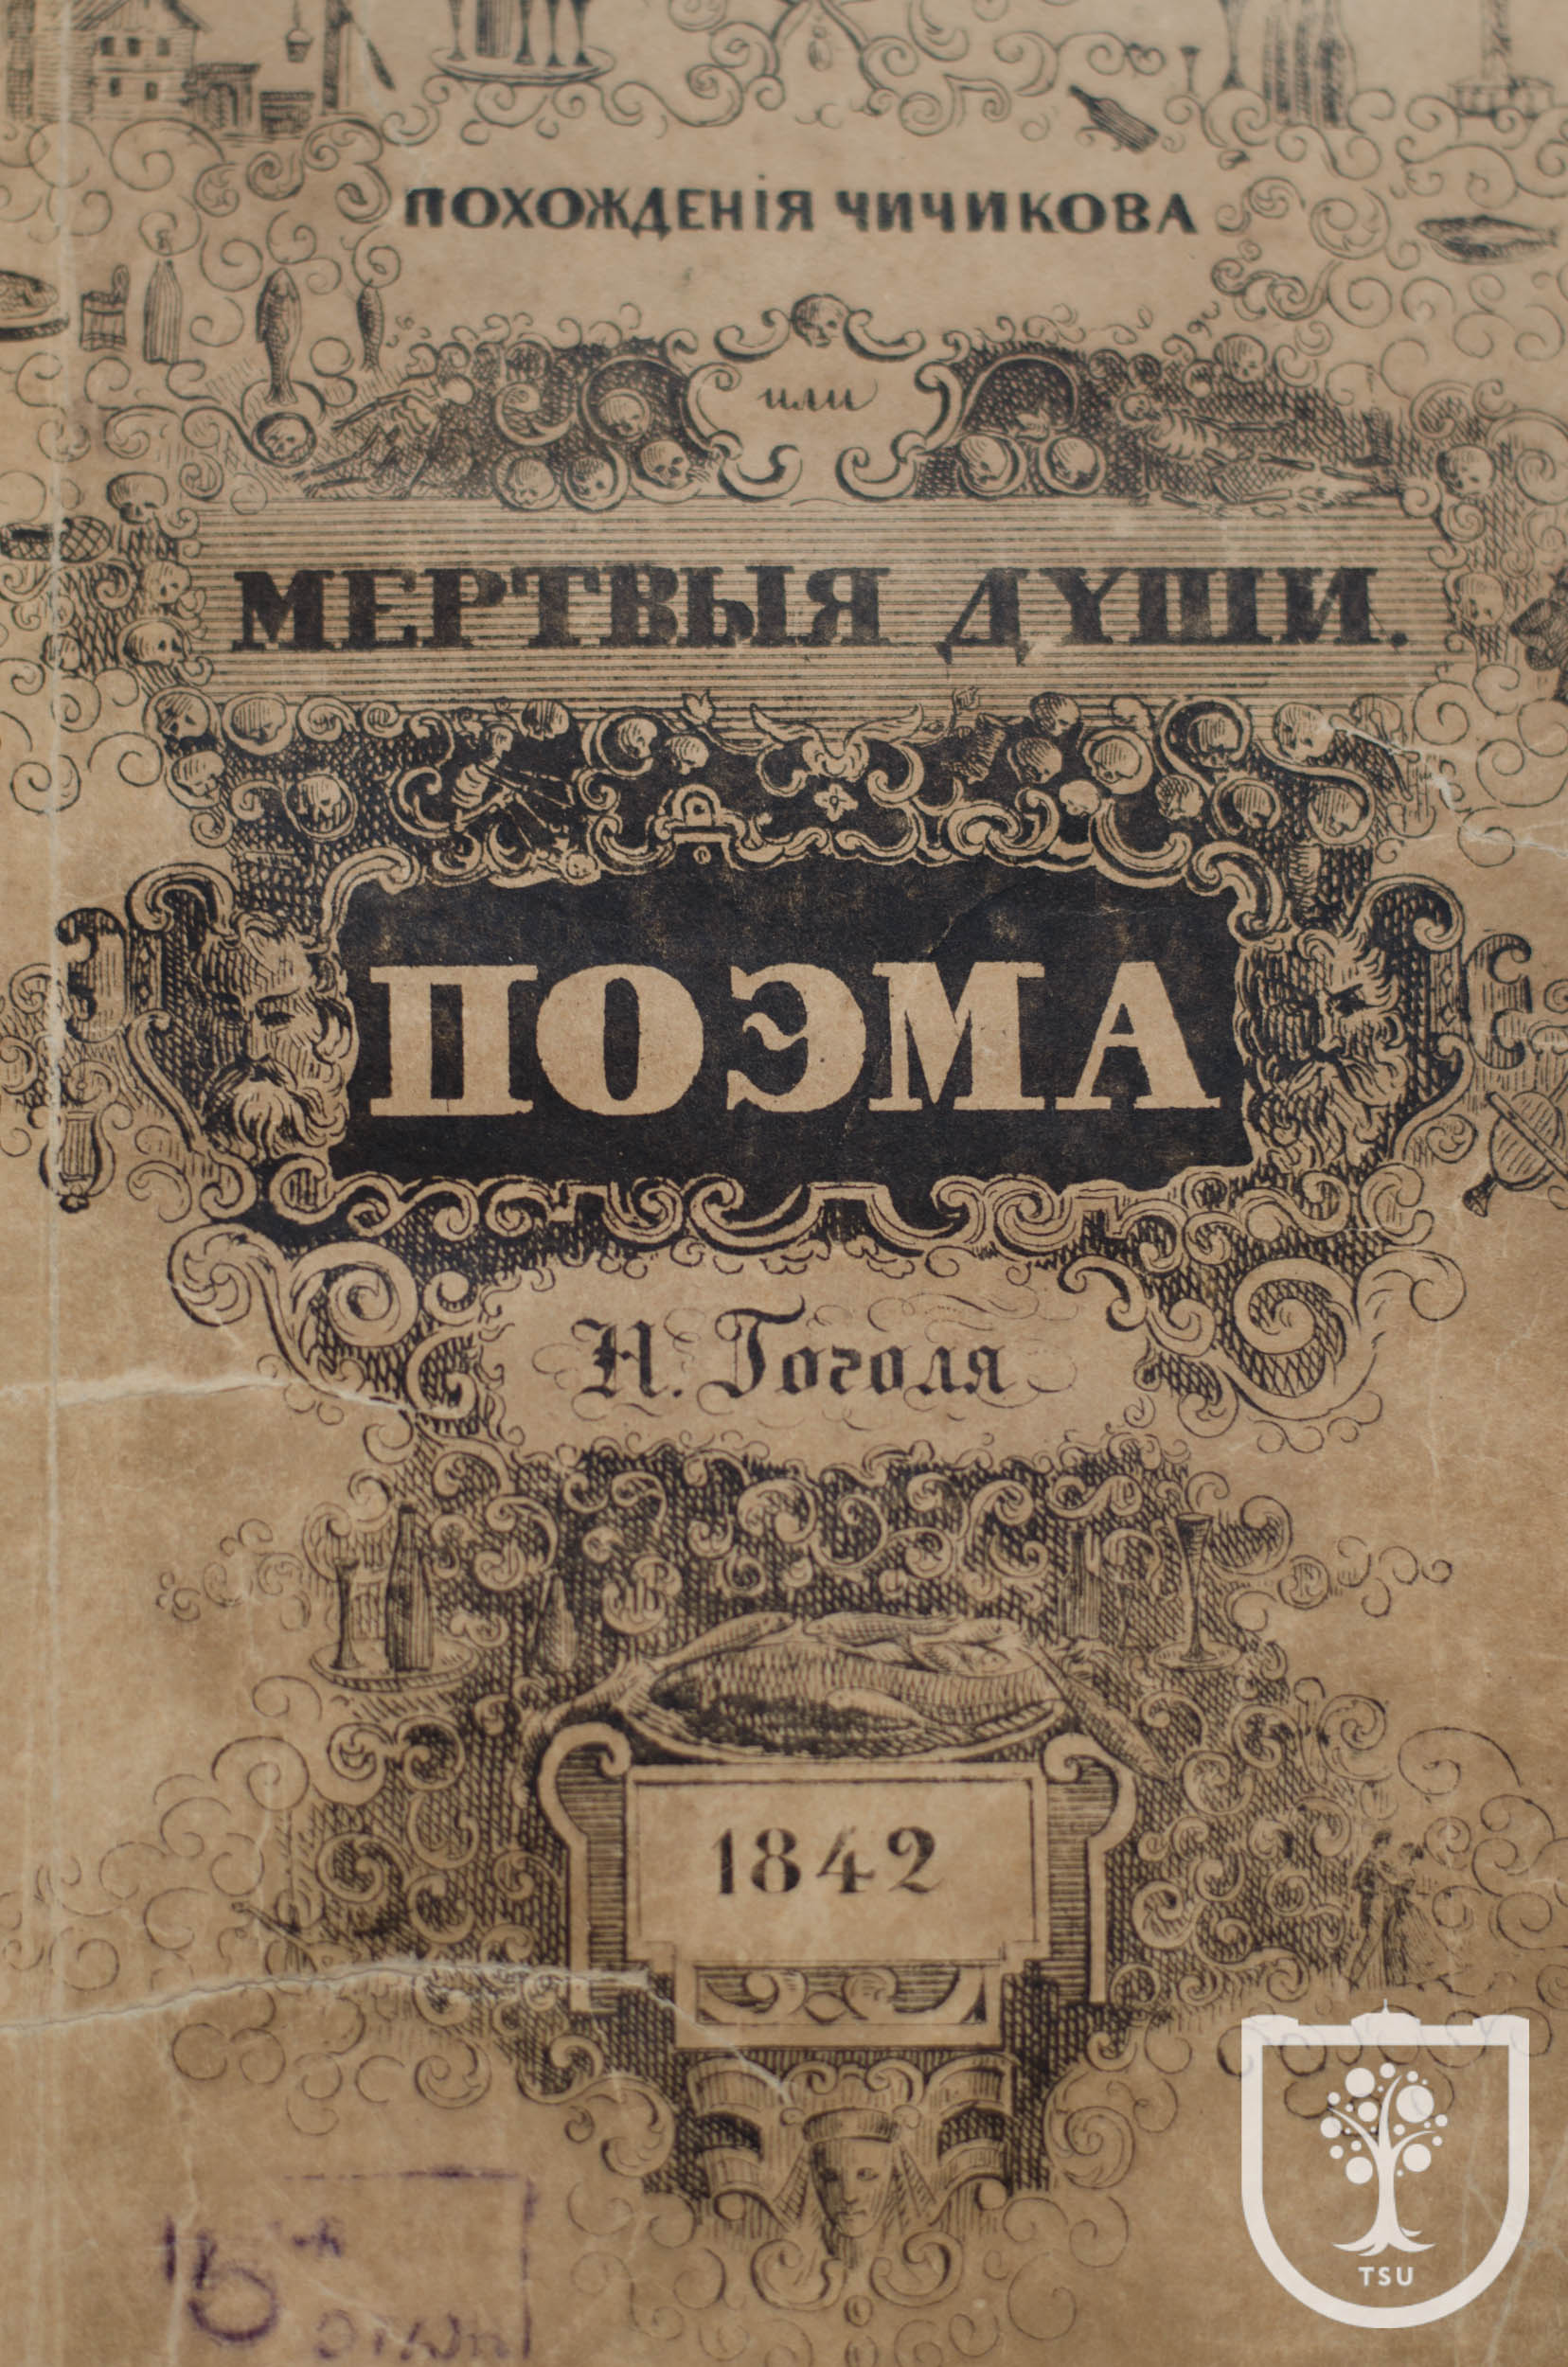 ПОХОЖДЕНІЯ ЧИЧИКОВА
или
МЕРТВЫЯ ДУШИ.
ПОЭМА
Н. Гоголя
1842
TSU